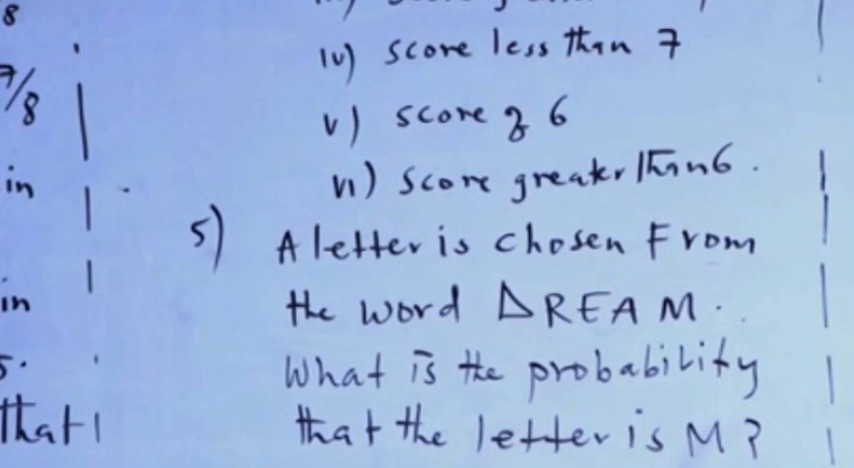 8
7/8
in
in
5.
that
iv) score less than 7
v) score of 6
vi) score greater than 6.
5) A letter is chosen From
the word DREAM.
What is the probability
that the letter is M?